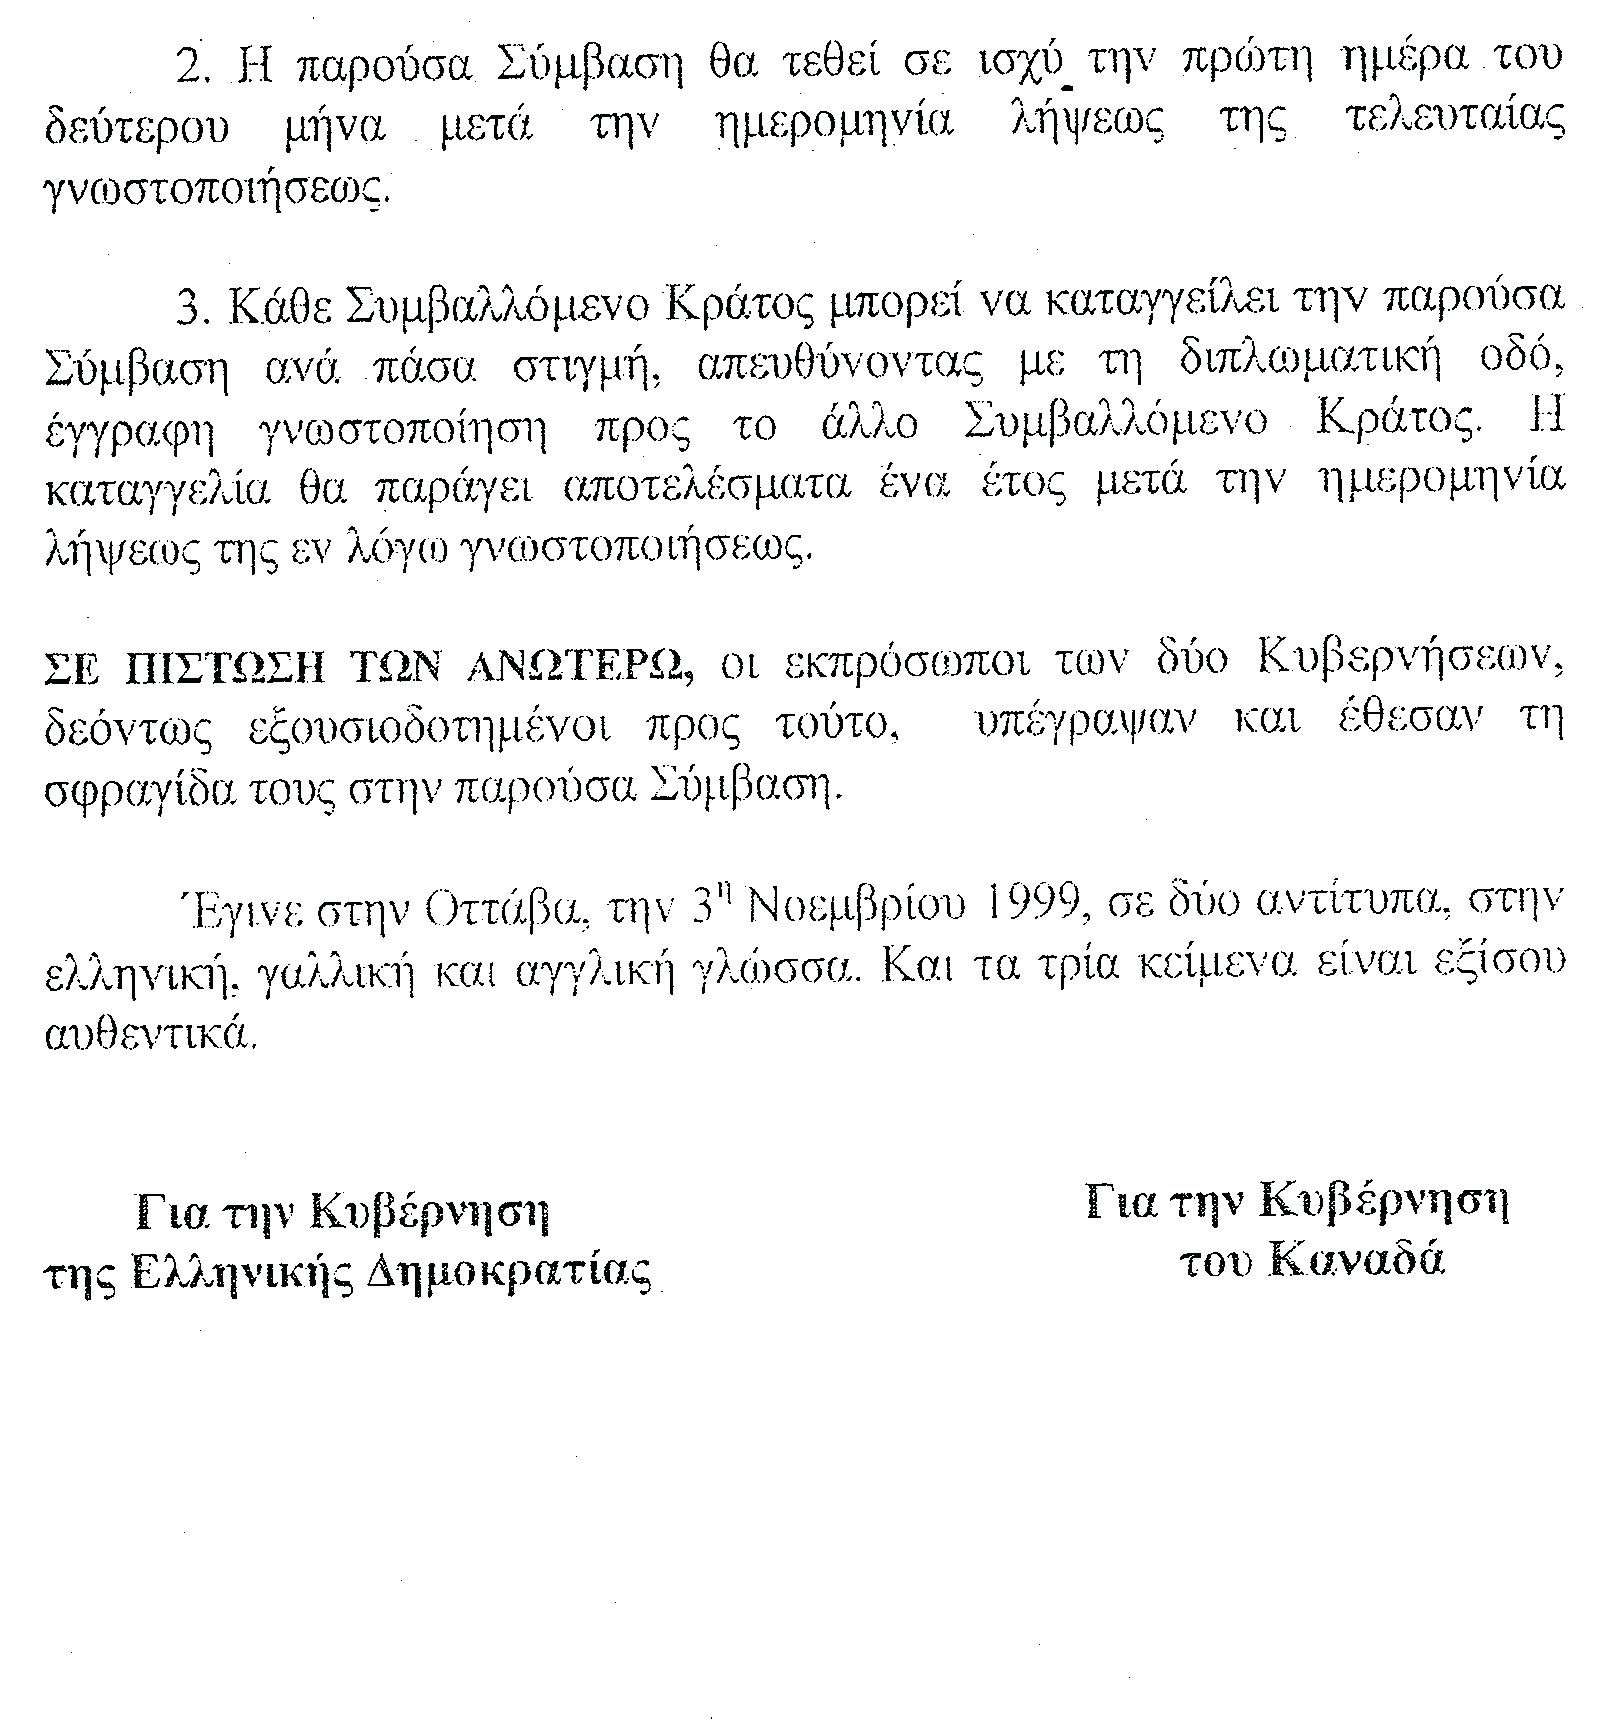 2. Η παρούσα Σύμβαση θα τεθεί σε ισχύ την πρώτη ημέρα του
δεύτερου μήνα μετά την ημερομηνία λήψεως της τελευταίας
γνωστοποιήσεως.
3. Κάθε Συμβαλλόμενο Κράτος μπορεί να καταγγείλει την παρούσα
Σύμβαση ανά πάσα στιγμή, απευθύνοντας με τη διπλωματική οδό,
έγγραφη γνωστοποίηση προς το άλλο Συμβαλλόμενο Κράτος. Η
καταγγελία θα παράγει αποτελέσματα ένα έτος μετά την ημερομηνία
λήψεως της εν λόγω γνωστοποιήσεως.
ΣΕ ΠΙΣΤΩΣΗ ΤΩΝ ΑΝΩΤΕΡΩ, οι εκπρόσωποι των δύο Κυβερνήσεων,
δεόντως εξουσιοδοτημένοι προς τούτο, υπέγραψαν και έθεσαν τη
σφραγίδα τους στην παρούσα Σύμβαση.
Έγινε στην Οττάβα, την 3η Νοεμβρίου 1999, σε δύο αντίτυπα, στην
ελληνική, γαλλική και αγγλική γλώσσα. Και τα τρία κείμενα είναι εξίσου
αυθεντικά.
Για την Κυβέρνηση
της Ελληνικής Δημοκρατίας
Για την Κυβέρνηση
του Καναδά